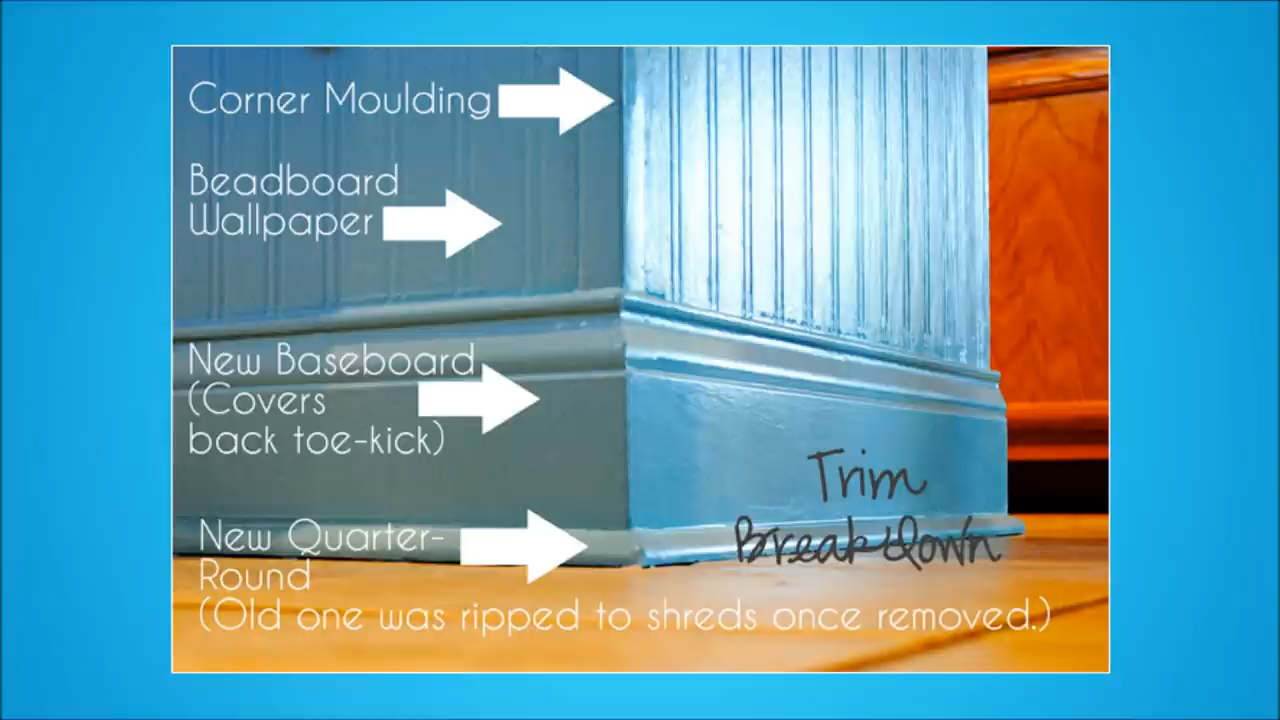 Corner Moulding
Beadboard
Wallpaper
New Baseboard
(Covers
back toe-kick)
Trim
Breakdown
New Quarter-
Round
(Old one was ripped to shreds once removed.)